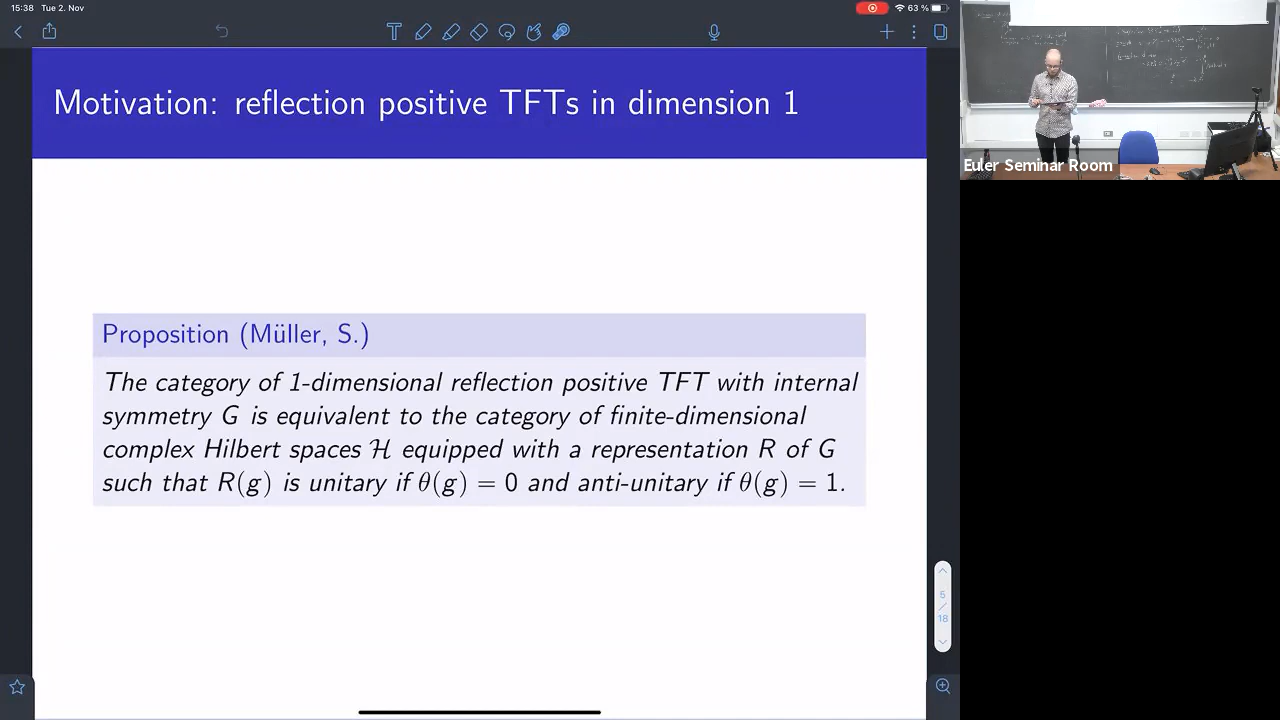 15:38 Tue 2. Nov
63 %
Motivation: reflection positive TFTs in dimension 1
Proposition (Müller, S.)
The category of 1-dimensional reflection positive TFT with internal
symmetry G is equivalent to the category of finite-dimensional
complex Hilbert spaces ℋ equipped with a representation R of G
such that R(g) is unitary if θ(g) = 0 and anti-unitary if θ(g) = 1.
5
/
18
Euler Seminar Room